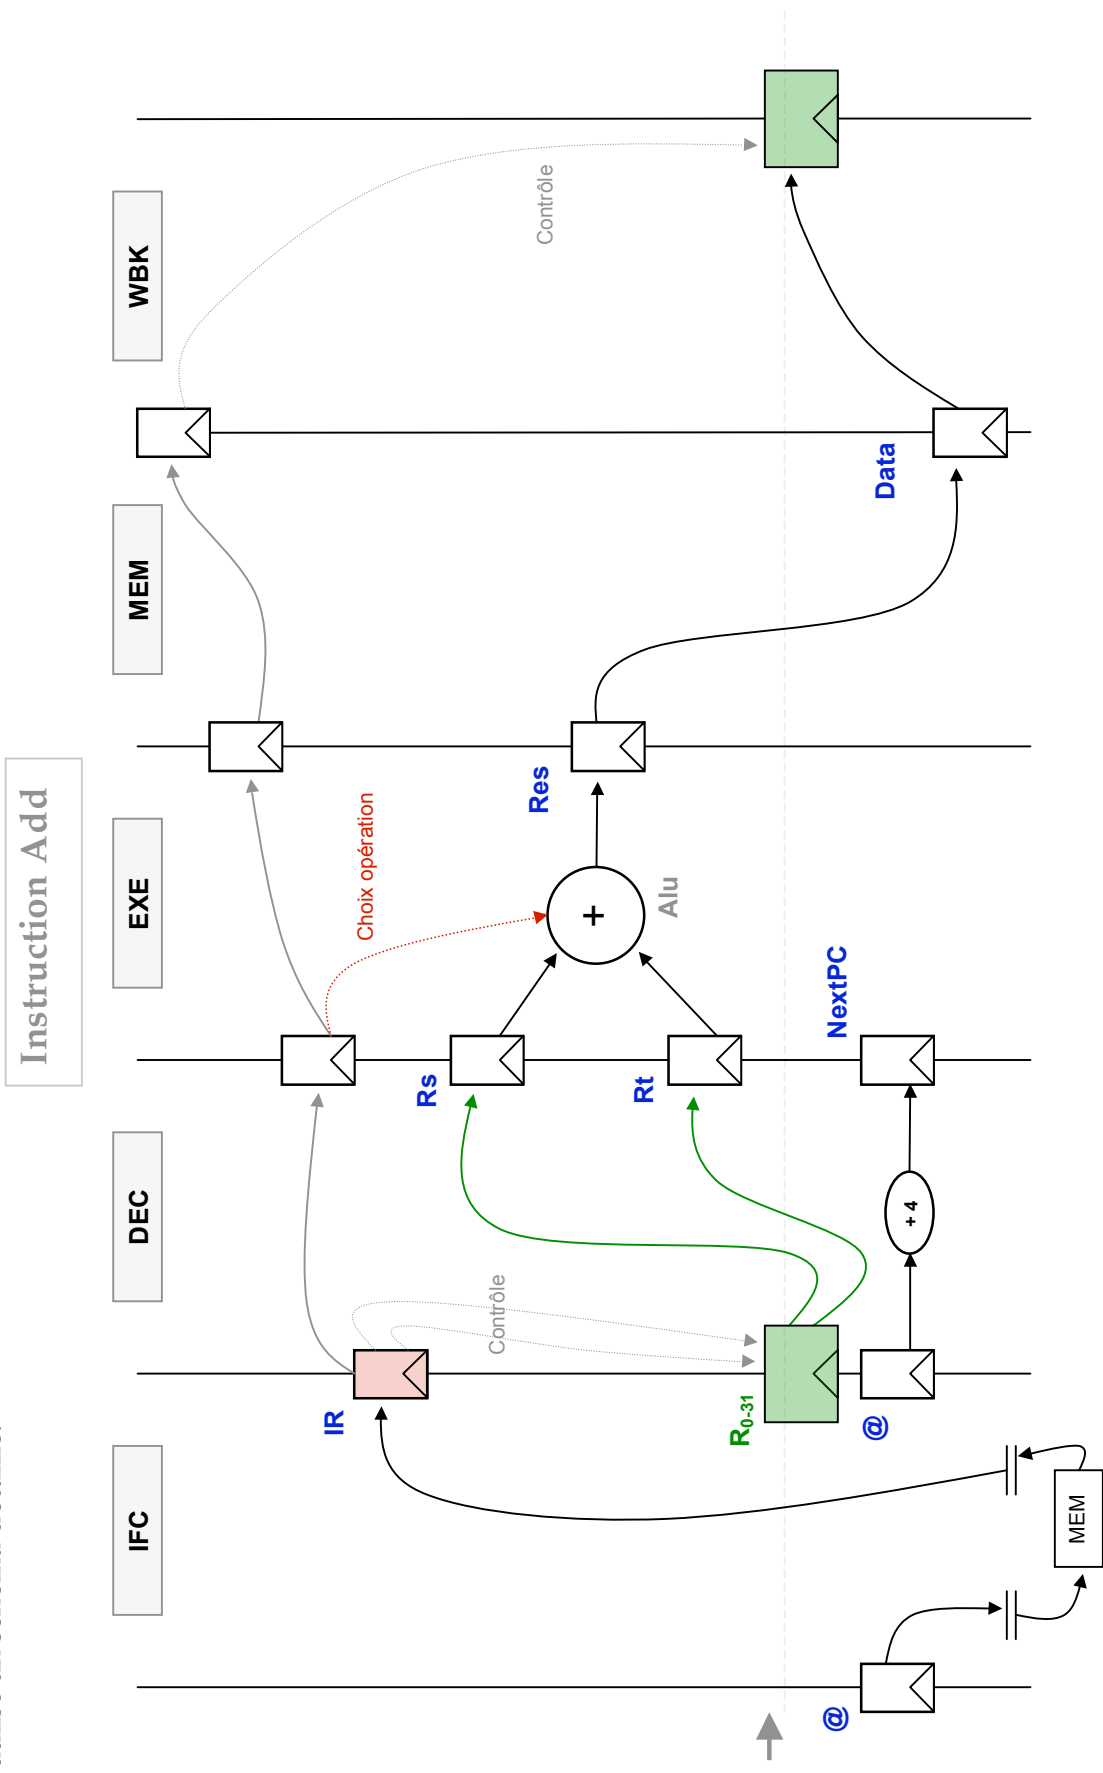 Instruction Add
IFC
DEC
EXE
MEM
WBK
Contrôle
Choix opération
Contrôle
IR
Rs
Rt
Res
Data
Alu
+
R0-31
NextPC
@
@
+ 4
MEM